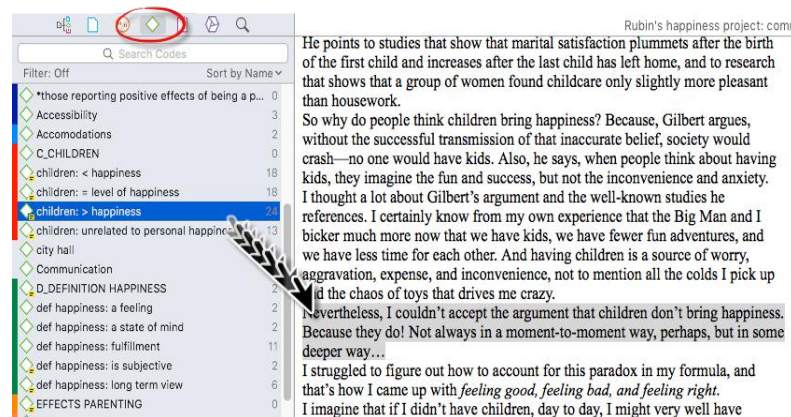 Rubin's happiness project: comm
Search Codes
Filter: Off
Sort by Name
*those reporting positive effects of being a p... 0
Accessibility 3
Accomodations 2
C_CHILDREN 0
children: < happiness 18
children: = level of happiness 18
children: > happiness 24
children: unrelated to personal happin 13
city hall
Communication
D_DEFINITION HAPPINESS 2
def happiness: a feeling 2
def happiness: a state of mind 2
def happiness: fulfillment 11
def happiness: is subjective 2
def happiness: long term view 6
EFFECTS PARENTING 0
He points to studies that show that marital satisfaction plummets after the birth
of the first child and increases after the last child has left home, and to research
that shows that a group of women found childcare only slightly more pleasant
than housework.
So why do people think children bring happiness? Because, Gilbert argues,
without the successful transmission of that inaccurate belief, society would
crash—no one would have kids. Also, he says, when people think about having
kids, they imagine the fun and success, but not the inconvenience and anxiety.
I thought a lot about Gilbert's argument and the well-known studies he
references. I certainly know from my own experience that the Big Man and I
bicker much more now that we have kids, we have fewer fun adventures, and
we have less time for each other. And having children is a source of worry,
aggravation, expense, and inconvenience, not to mention all the colds I pick up
and the chaos of toys that drives me crazy.
Nevertheless, I couldn't accept the argument that children don't bring happiness.
Because they do! Not always in a moment-to-moment way, perhaps, but in some
deeper way…
I struggled to figure out how to account for this paradox in my formula, and
that's how I came up with feeling good, feeling bad, and feeling right.
I imagine that if I didn't have children, day to day, I might very well have